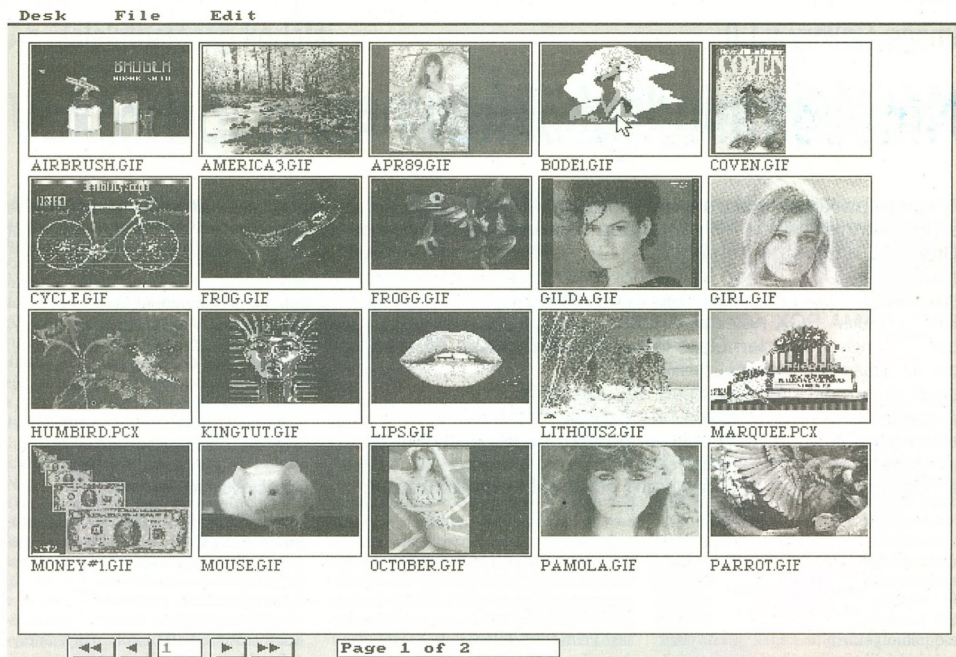 Desk File Edit
COVEN
AIRBRUSH.GIF AMERICA3.GIF APR89.GIF BODE1.GIF COVEN.GIF
CYCLE.GIF FROG.GIF FROGG.GIF GILDA.GIF GIRL.GIF
HUMBIRD.PCX KINGTUT.GIF LIPS.GIF LITHOUS2.GIF MARQUEE.PCX
MONEY#1.GIF MOUSE.GIF OCTOBER.GIF PAMOLA.GIF PARROT.GIF
1 Page 1 of 2